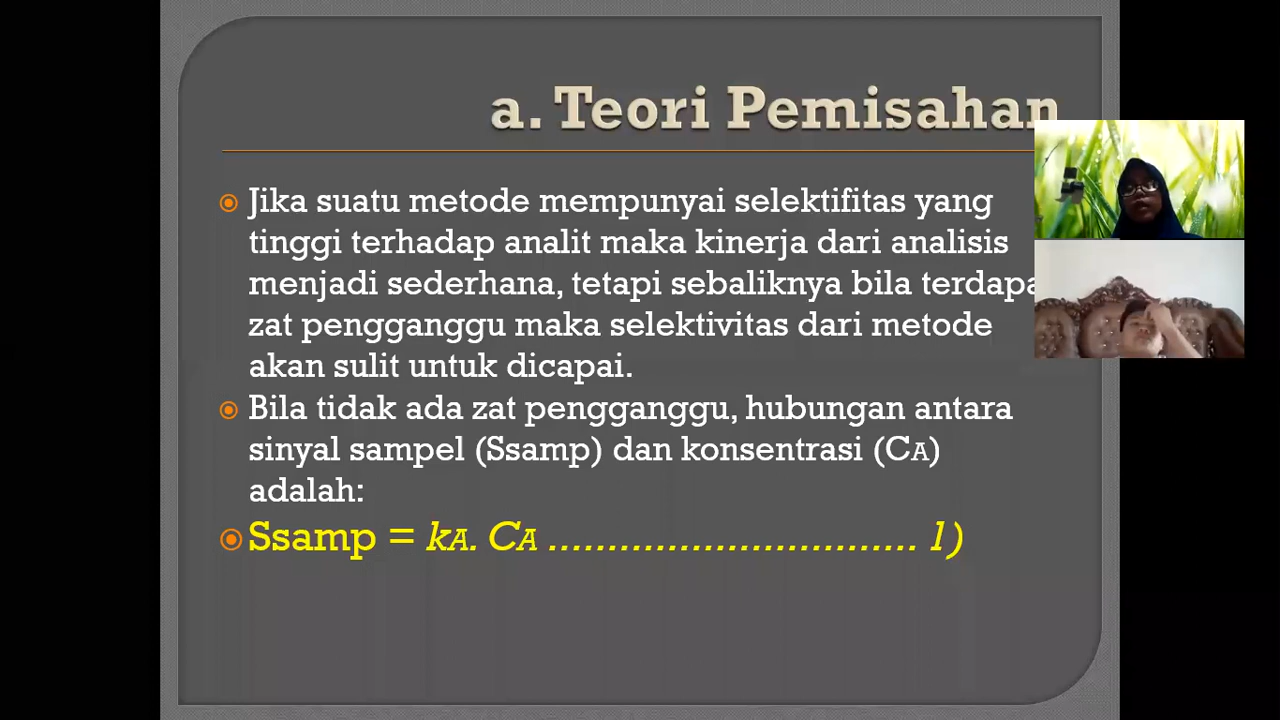 a. Teori Pemisahan
Jika suatu metode mempunyai selektifitas yang
tinggi terhadap analit maka kinerja dari analisis
menjadi sederhana, tetapi sebaliknya bila terdapa
zat pengganggu maka selektivitas dari metode
akan sulit untuk dicapai.
Bila tidak ada zat pengganggu, hubungan antara
sinyal sampel (Ssamp) dan konsentrasi (CA)
adalah:
Ssamp = kA. CA ................................ 1)